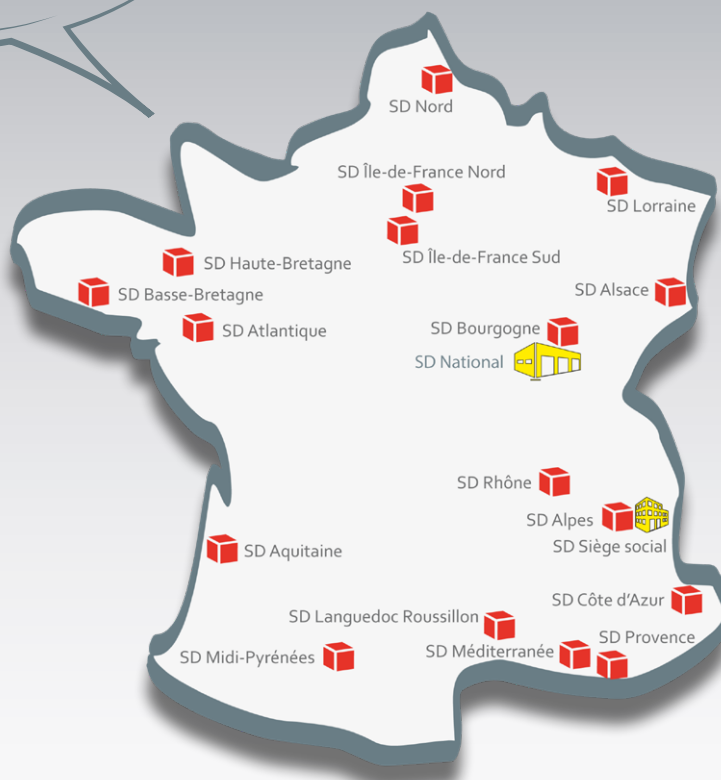 SD Nord
SD Île-de-France Nord
SD Lorraine
SD Île-de-France Sud
SD Haute-Bretagne
SD Basse-Bretagne
SD Alsace
SD Atlantique
SD Bourgogne
SD National
SD Rhône
SD Alpes
SD Siège social
SD Aquitaine
SD Côte d'Azur
SD Languedoc Roussillon
SD Provence
SD Méditerranée
SD Midi-Pyrénées